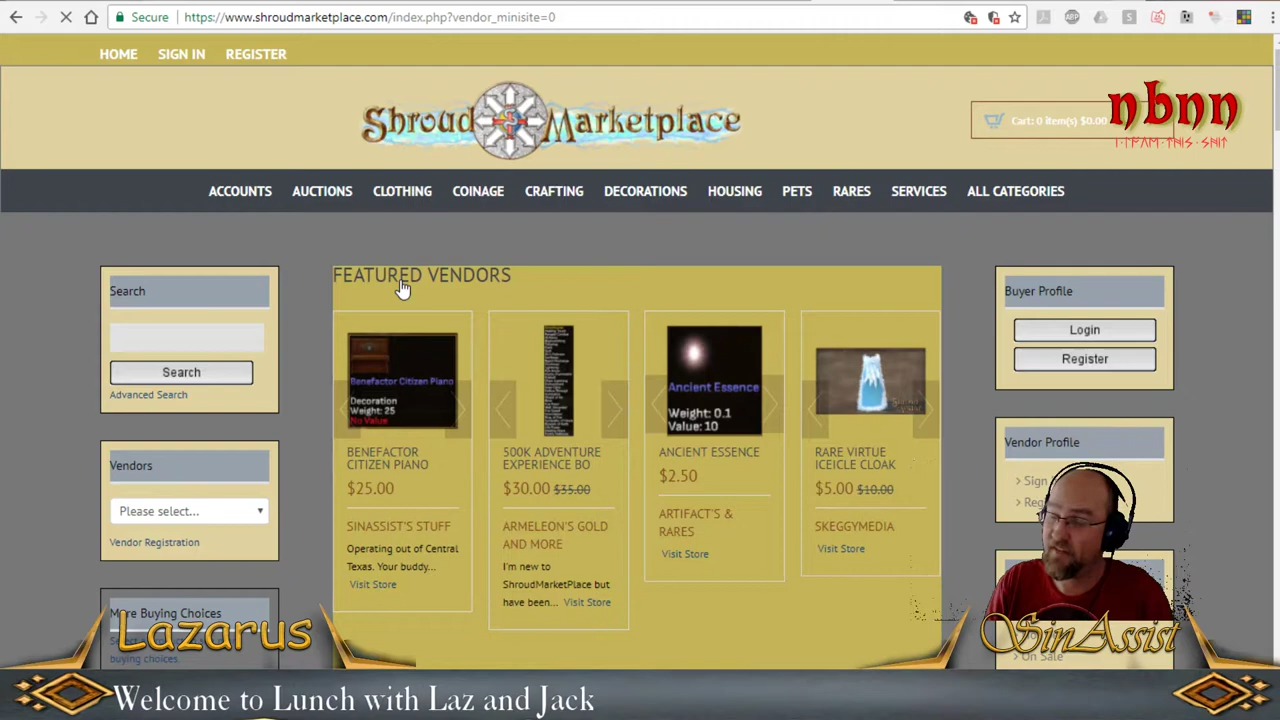 Secure https://www.shroudmarketplace.com/index.php?vendor_minisite=0
HOME SIGN IN REGISTER
Shroud Marketplace
Cart: 0 item(s) $0.00
nbnn
ACCOUNTS AUCTIONS CLOTHING COINAGE CRAFTING DECORATIONS HOUSING PETS RARES SERVICES ALL CATEGORIES
Search
Search
Advanced Search
Vendors
Please select...
Vendor Registration
More Buying Choices
buying choices.
FEATURED VENDORS
Benefactor Citizen Piano
Decoration
Weight: 25
No Value
BENEFACTOR
CITIZEN PIANO
$25.00
SINASSIST'S STUFF
Operating out of Central
Texas. Your buddy...
Visit Store
500K ADVENTURE
EXPERIENCE BO
$30.00 $35.00
ARMELEON'S GOLD
AND MORE
I'm new to
ShroudMarketPlace but
have been... Visit Store
Ancient Essence
Weight: 0.1
Value: 10
ANCIENT ESSENCE
$2.50
ARTIFACT'S &
RARES
Visit Store
RARE VIRTUE
ICEICLE CLOAK
$5.00 $10.00
SKEGGYMEDIA
Visit Store
Buyer Profile
Login
Register
Vendor Profile
Sign
On Sale
Lazarus
SinAssist
Welcome to Lunch with Laz and Jack